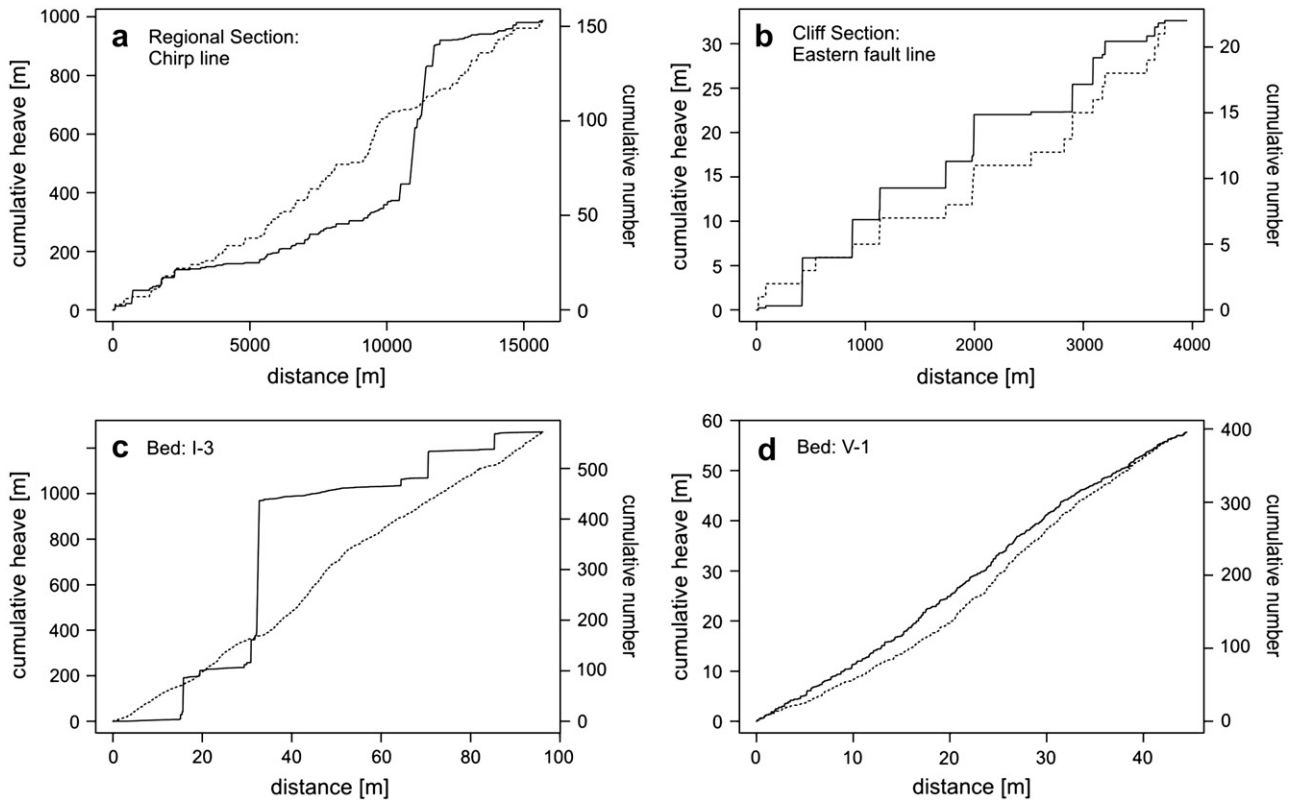 a Regional Section:
Chirp line
cumulative heave [m]
1000
800
600
400
200
0
150
100
50
0
cumulative number
0 5000 10000 15000
distance [m]
b Cliff Section:
Eastern fault line
cumulative heave [m]
30
25
20
15
10
5
0
20
15
10
5
0
cumulative number
0 1000 2000 3000 4000
distance [m]
c Bed: I-3
cumulative heave [m]
1000
800
600
400
200
0
500
400
300
200
100
0
cumulative number
0 20 40 60 80 100
distance [m]
d Bed: V-1
cumulative heave [m]
60
50
40
30
20
10
0
400
300
200
100
0
cumulative number
0 10 20 30 40
distance [m]